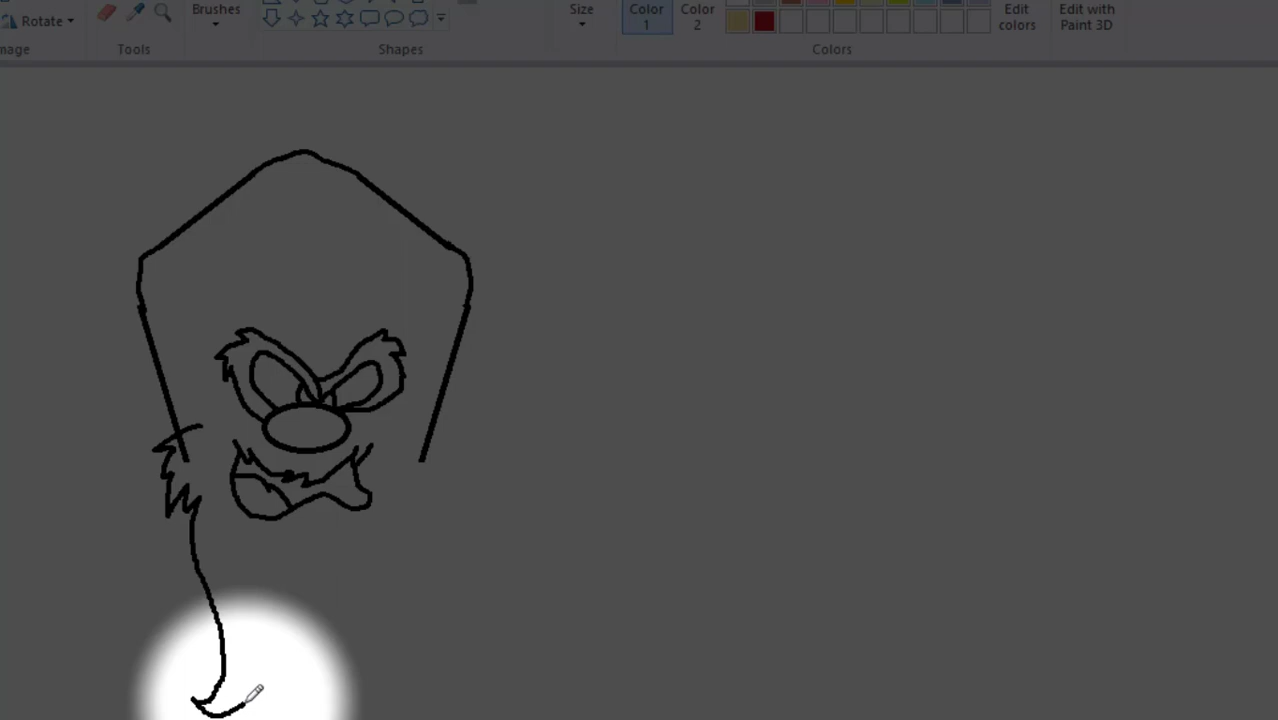 Rotate
Brushes
Size
Color
1
Color
2
Edit
colors
Edit with
Paint 3D
mage
Tools
Shapes
Colors